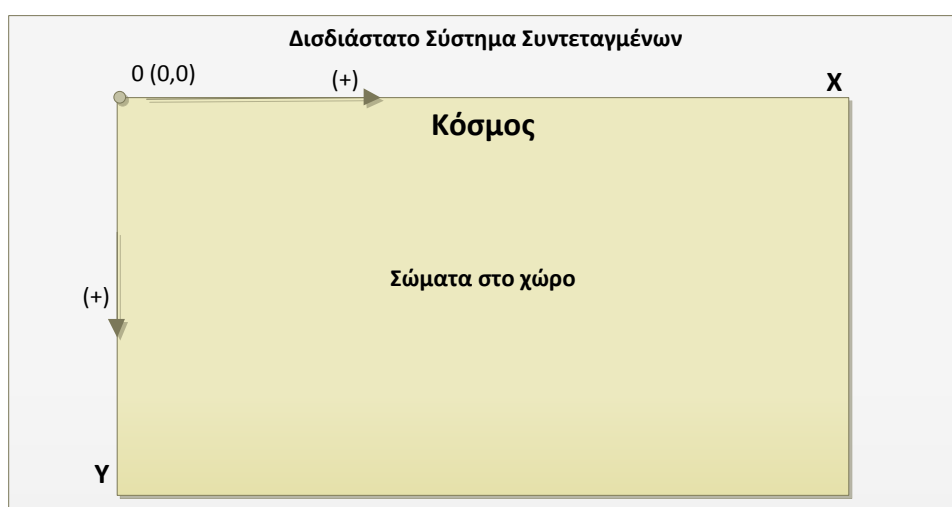 Δισδιάστατο Σύστημα Συντεταγμένων
0 (0,0)
(+)
X
Κόσμος
Σώματα στο χώρο
(+)
Y